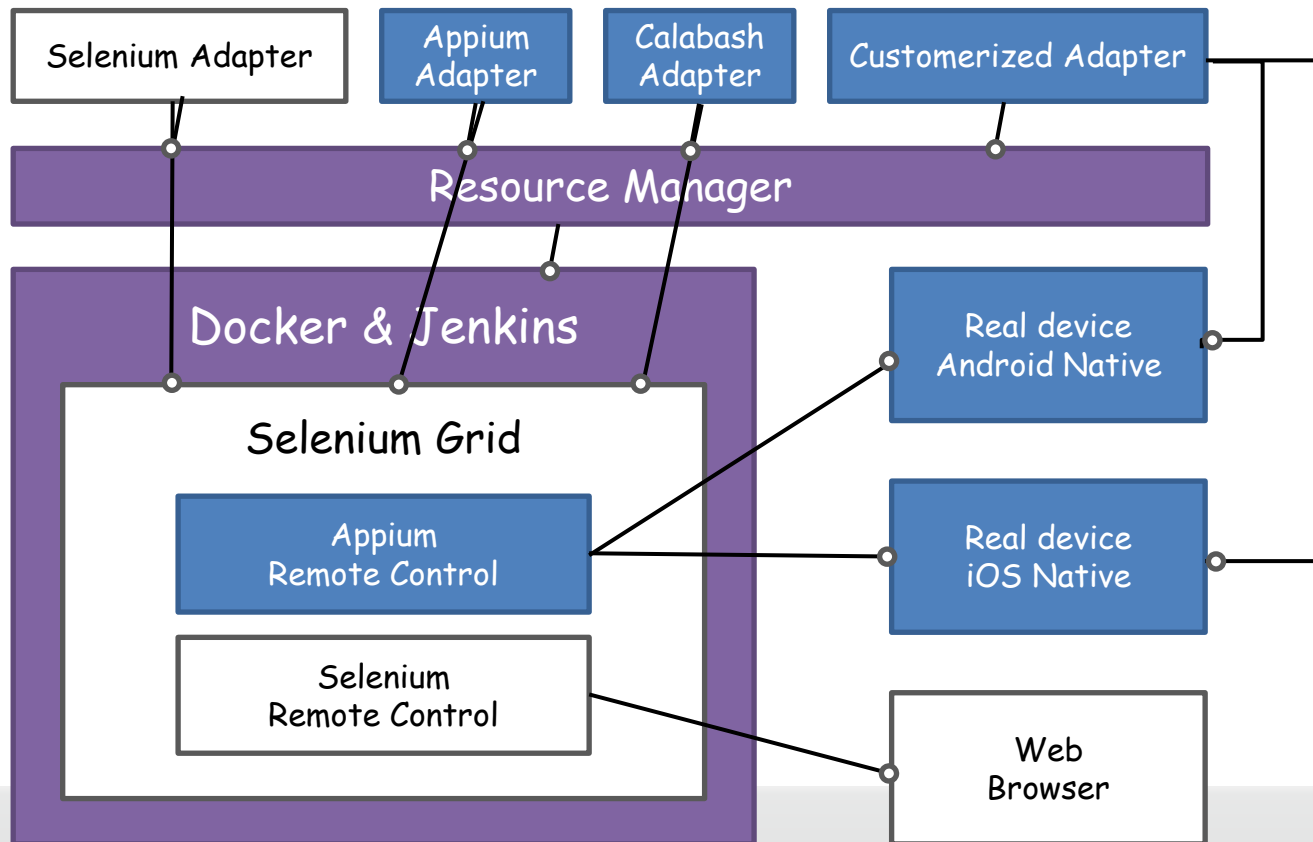 Selenium Adapter
Appium
Adapter
Calabash
Adapter
Customerized Adapter
Resource Manager
Docker & Jenkins
Selenium Grid
Appium
Remote Control
Selenium
Remote Control
Real device
Android Native
Real device
iOS Native
Web
Browser